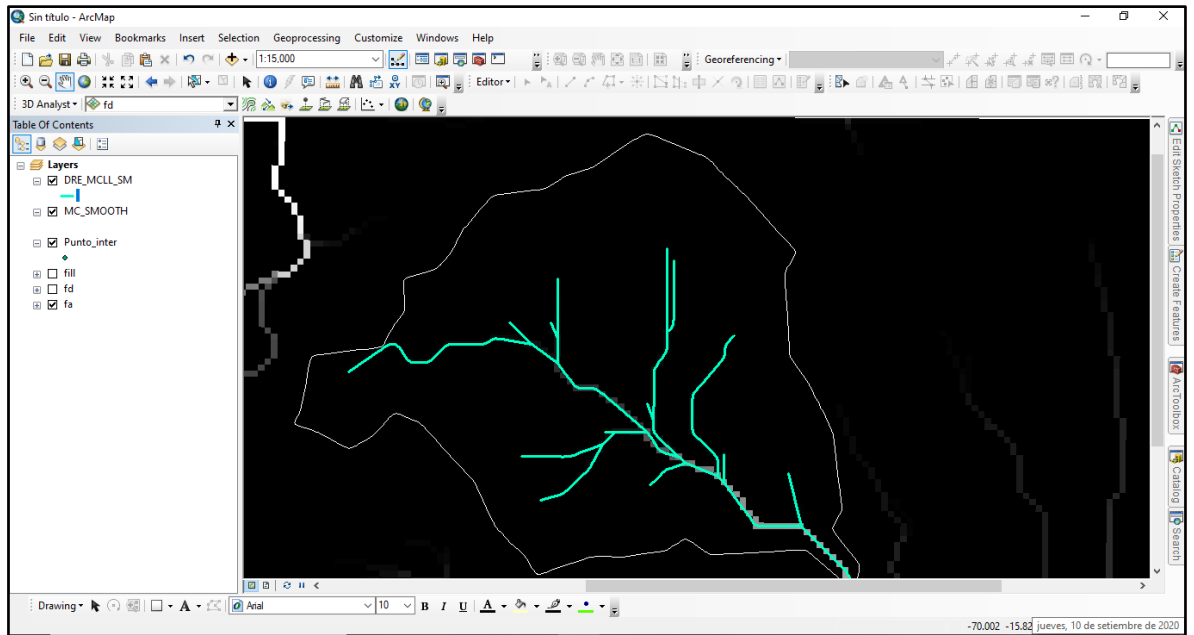 Sin título - ArcMap
File Edit View Bookmarks Insert Selection Geoprocessing Customize Windows Help
1:15,000 Georeferencing
Editor
3D Analyst fd
Table Of Contents
Layers
DRE_MCLL_SM
MC_SMOOTH
Punto_inter
fill
fd
fa
Edit Sketch Properties
Create Features
ArcToolbox
Catalog
Search
Drawing A Arial 10 B I U A
-70.002 -15.82 jueves, 10 de setiembre de 2020